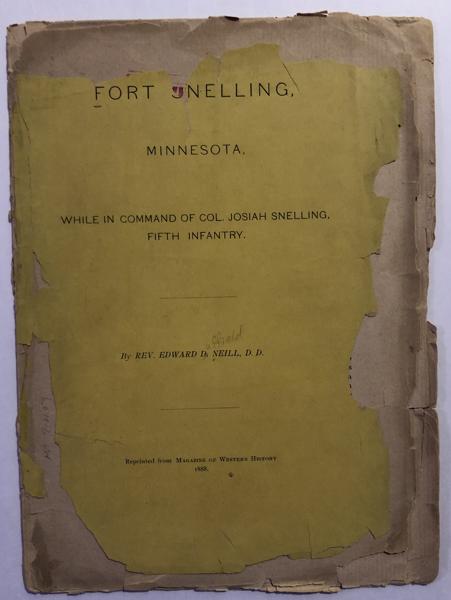 FORT SNELLING,
MINNESOTA,
WHILE IN COMMAND OF COL. JOSIAH SNELLING,
FIFTH INFANTRY.
By REV. EDWARD D. NEILL, D. D.
Reprinted from MAGAZINE OF WESTERN HISTORY
1888.